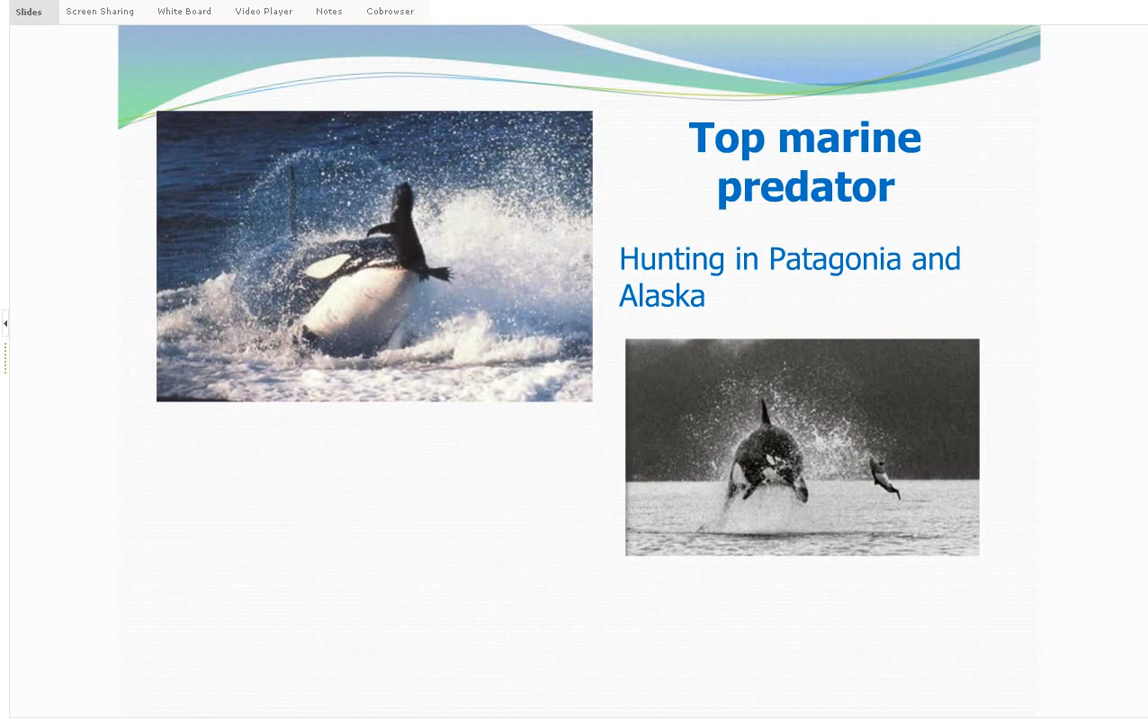 Slides Screen Sharing White Board Video Player Notes Cobrowser
Top marine
predator
Hunting in Patagonia and
Alaska